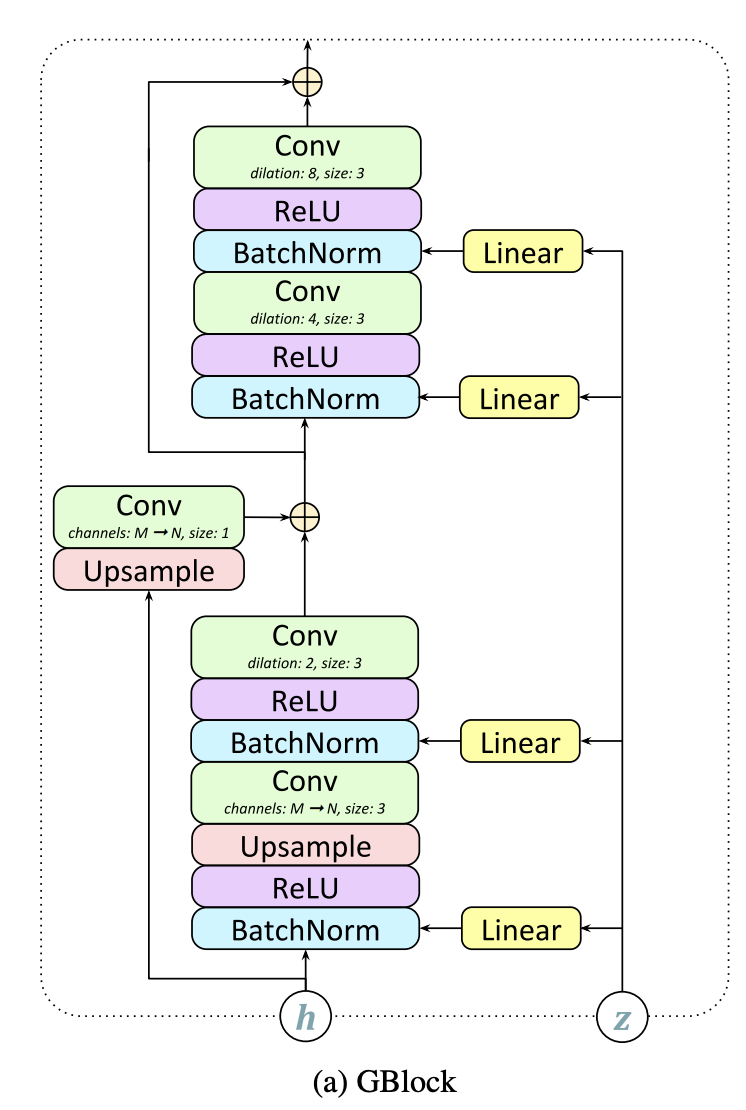 Conv
dilation: 8, size: 3
ReLU
BatchNorm
Linear
Conv
dilation: 4, size: 3
ReLU
BatchNorm
Linear
Conv
channels: M → N, size: 1
Upsample
Conv
dilation: 2, size: 3
ReLU
BatchNorm
Linear
Conv
channels: M → N, size: 3
Upsample
ReLU
BatchNorm
Linear
h
z
(a) GBlock